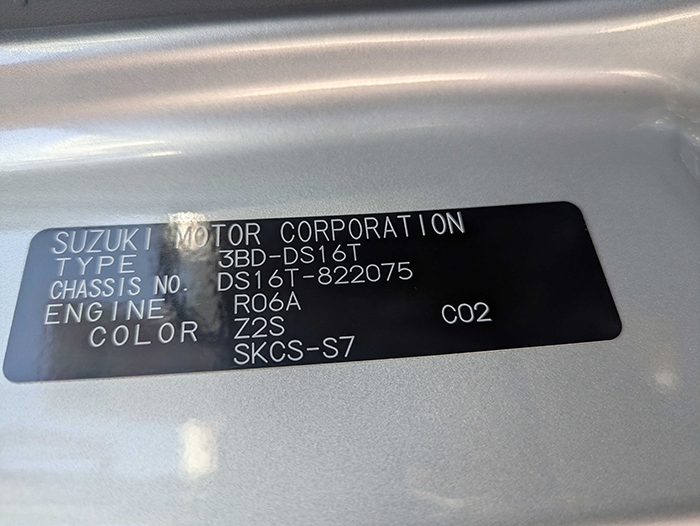 SUZUKI MOTOR CORPORATION
TYPE 3BD-DS16T
CHASSIS NO. DS16T-822075
ENGINE R06A
COLOR Z2S C02
SKCS-S7